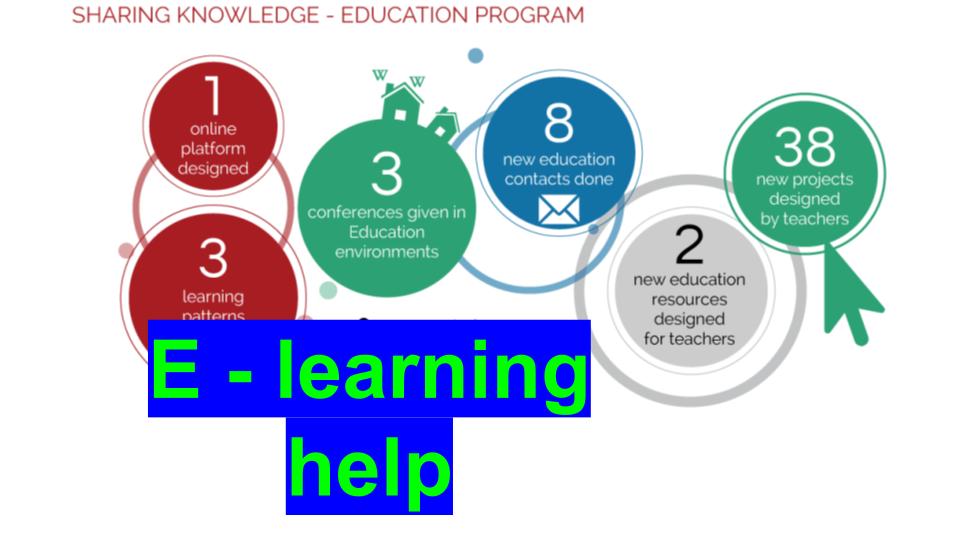 SHARING KNOWLEDGE - EDUCATION PROGRAM
1
online
platform
designed
3
learning
patterns
W W
3
conferences given in
Education
environments
8
new education
contacts done
2
new education
resources
designed
for teachers
38
new projects
designed
by teachers
E - learning
help